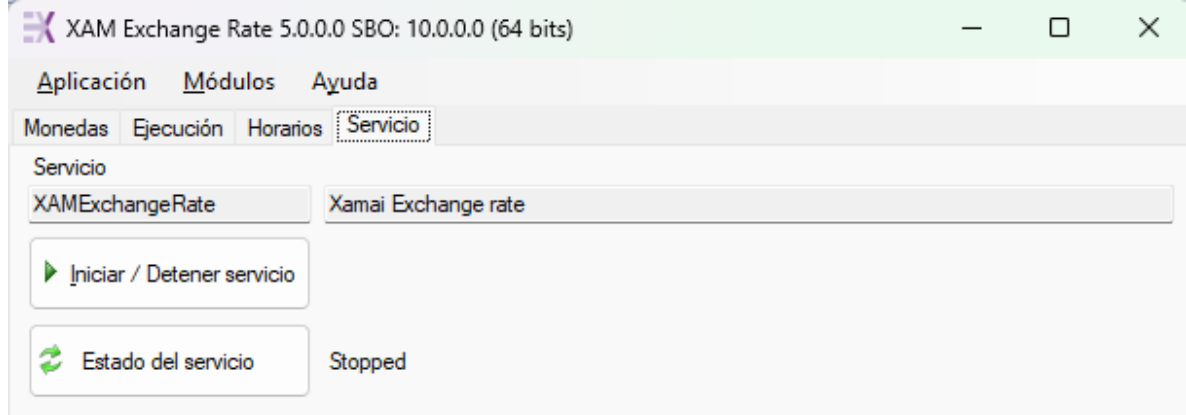 XAM Exchange Rate 5.0.0.0 SBO: 10.0.0.0 (64 bits)
Aplicación Módulos Ayuda
Monedas Ejecución Horarios Servicio
Servicio
XAMExchangeRate Xamai Exchange rate
Iniciar / Detener servicio
Estado del servicio Stopped